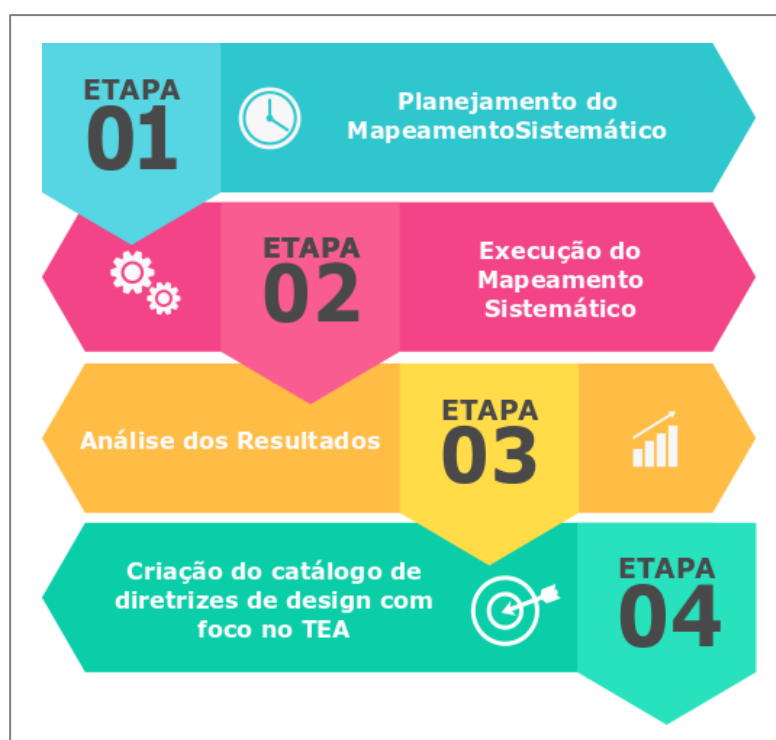 ETAPA
01
Planejamento do
MapeamentoSistemático
ETAPA
02
Execução do
Mapeamento
Sistemático
Análise dos Resultados
ETAPA
03
Criação do catálogo de
diretrizes de design com
foco no TEA
ETAPA
04